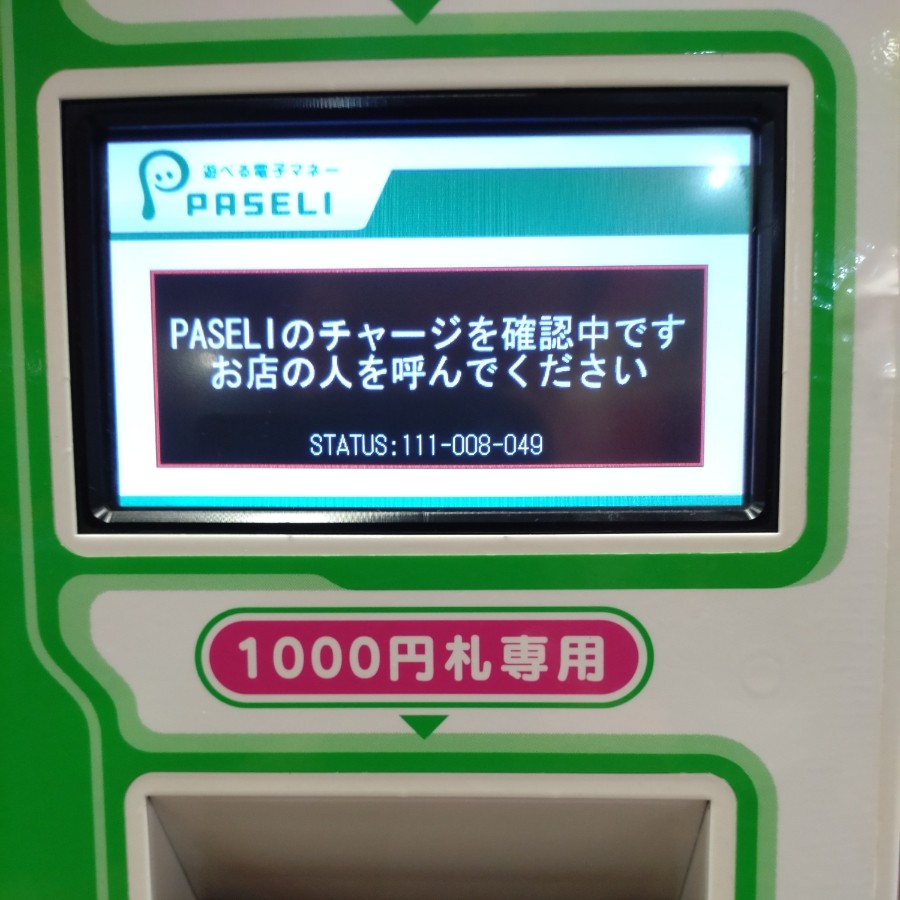 遊べる電子マネー
PASELI
PASELIのチャージを確認中です
お店の人を呼んでください
STATUS:111-008-049
1000円札専用